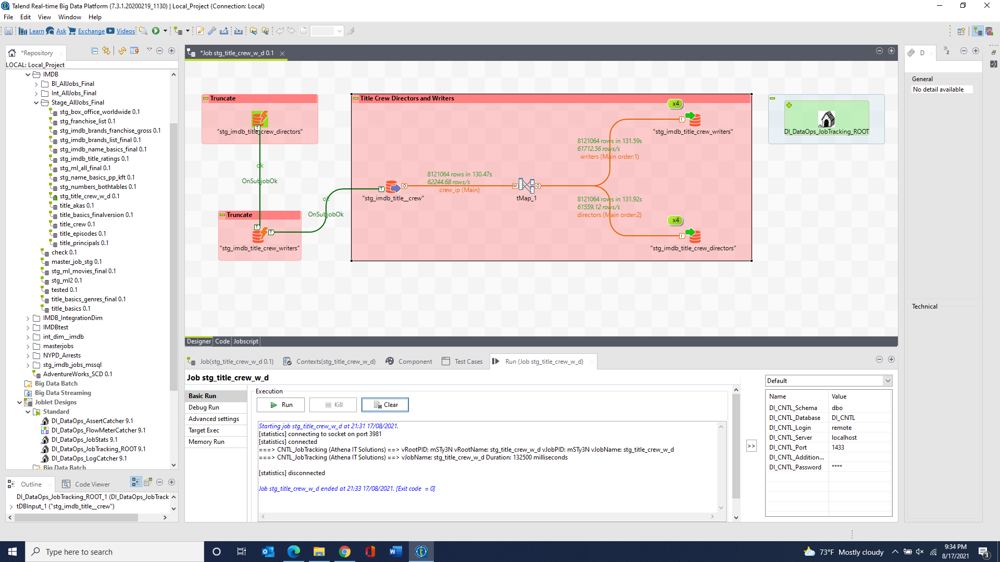 Talend Real-time Big Data Platform (7.3.1.20200219_1130) | Local_Project (Connection: Local)
File Edit View Window Help
Learn Ask Exchange Videos
*Repository
LOCAL: Local_Project
IMDB
BI_AllJobs_Final
Int_AllJobs_Final
Stage_AllJobs_Final
stg_box_office_worldwide 0.1
stg_franchise_list 0.1
stg_imdb_brands_franchise_gross 0.1
stg_imdb_brands_list_final 0.1
stg_imdb_name_basics_final 0.1
stg_imdb_title_ratings 0.1
stg_ml_all_final 0.1
stg_name_basics_pp_kft 0.1
stg_numbers_bothtables 0.1
stg_title_crew_w_d 0.1
title_akas 0.1
title_basics_finalversion 0.1
title_crew 0.1
title_episodes 0.1
title_principals 0.1
check 0.1
master_job_stg 0.1
stg_ml_movies_final 0.1
stg_ml2 0.1
tested 0.1
title_basics_genres_final 0.1
title_basics 0.1
IMDB_IntegrationDim
IMDBtest
int_dim__imdb
masterjobs
NYPD_Arrests
stg_imdb_jobs_mssql
AdventureWorks_SCD 0.1
Big Data Batch
Big Data Streaming
Joblet Designs
Standard
DI_DataOps_AssertCatcher 9.1
DI_DataOps_FlowMeterCatcher 9.1
DI_DataOps_JobStats 9.1
DI_DataOps_JobTracking_ROOT 9.1
DI_DataOps_LogCatcher 9.1
Big Data Batch
Outline
Code Viewer
DI_DataOps_JobTracking_ROOT_1 (DI_DataOps_JobTrack
tDBInput_1 ("stg_imdb_title__crew")
*Job stg_title_crew_w_d 0.1
Truncate
"stg_imdb_title_crew_directors"
ok
OnSubjobOk
Truncate
"stg_imdb_title_crew_writers"
ok
OnSubjobOk
Title Crew Directors and Writers
"stg_imdb_title__crew"
8121064 rows in 130.47s
62244.68 rows/s
crew_ip (Main)
tMap_1
8121064 rows in 131.59s
61712.56 rows/s
writers (Main order:1)
x4
"stg_imdb_title_crew_writers"
8121064 rows in 131.92s
61559.12 rows/s
directors (Main order:2)
x4
"stg_imdb_title_crew_directors"
DI_DataOps_JobTracking_ROOT
Designer Code Jobscript
Job(stg_title_crew_w_d 0.1) Contexts(stg_title_crew_w_d) Component Test Cases Run (Job stg_title_crew_w_d)
Job stg_title_crew_w_d
Basic Run
Debug Run
Advanced settings
Target Exec
Memory Run
Execution
Run Kill Clear
Starting job stg_title_crew_w_d at 21:31 17/08/2021.
[statistics] connecting to socket on port 3981
[statistics] connected
===> CNTL_JobTracking (Athena IT Solutions) ==> vRootPID: mSTy3N vRootName: stg_title_crew_w_d vJobPID: mSTy3N vJobName: stg_title_crew_w_d
===> CNTL_JobTracking (Athena IT Solutions) ==> vJobName: stg_title_crew_w_d Duration: 132500 milliseconds
[statistics] disconnected
Job stg_title_crew_w_d ended at 21:33 17/08/2021. [Exit code = 0]
>>
Default
Name Value
DI_CNTL_Schema dbo
DI_CNTL_Database DI_CNTL
DI_CNTL_Login remote
DI_CNTL_Server localhost
DI_CNTL_Port 1433
DI_CNTL_Addition...
DI_CNTL_Password ****
D
2
General
No detail available
Technical
Type here to search
73°F Mostly cloudy
9:34 PM
8/17/2021
3